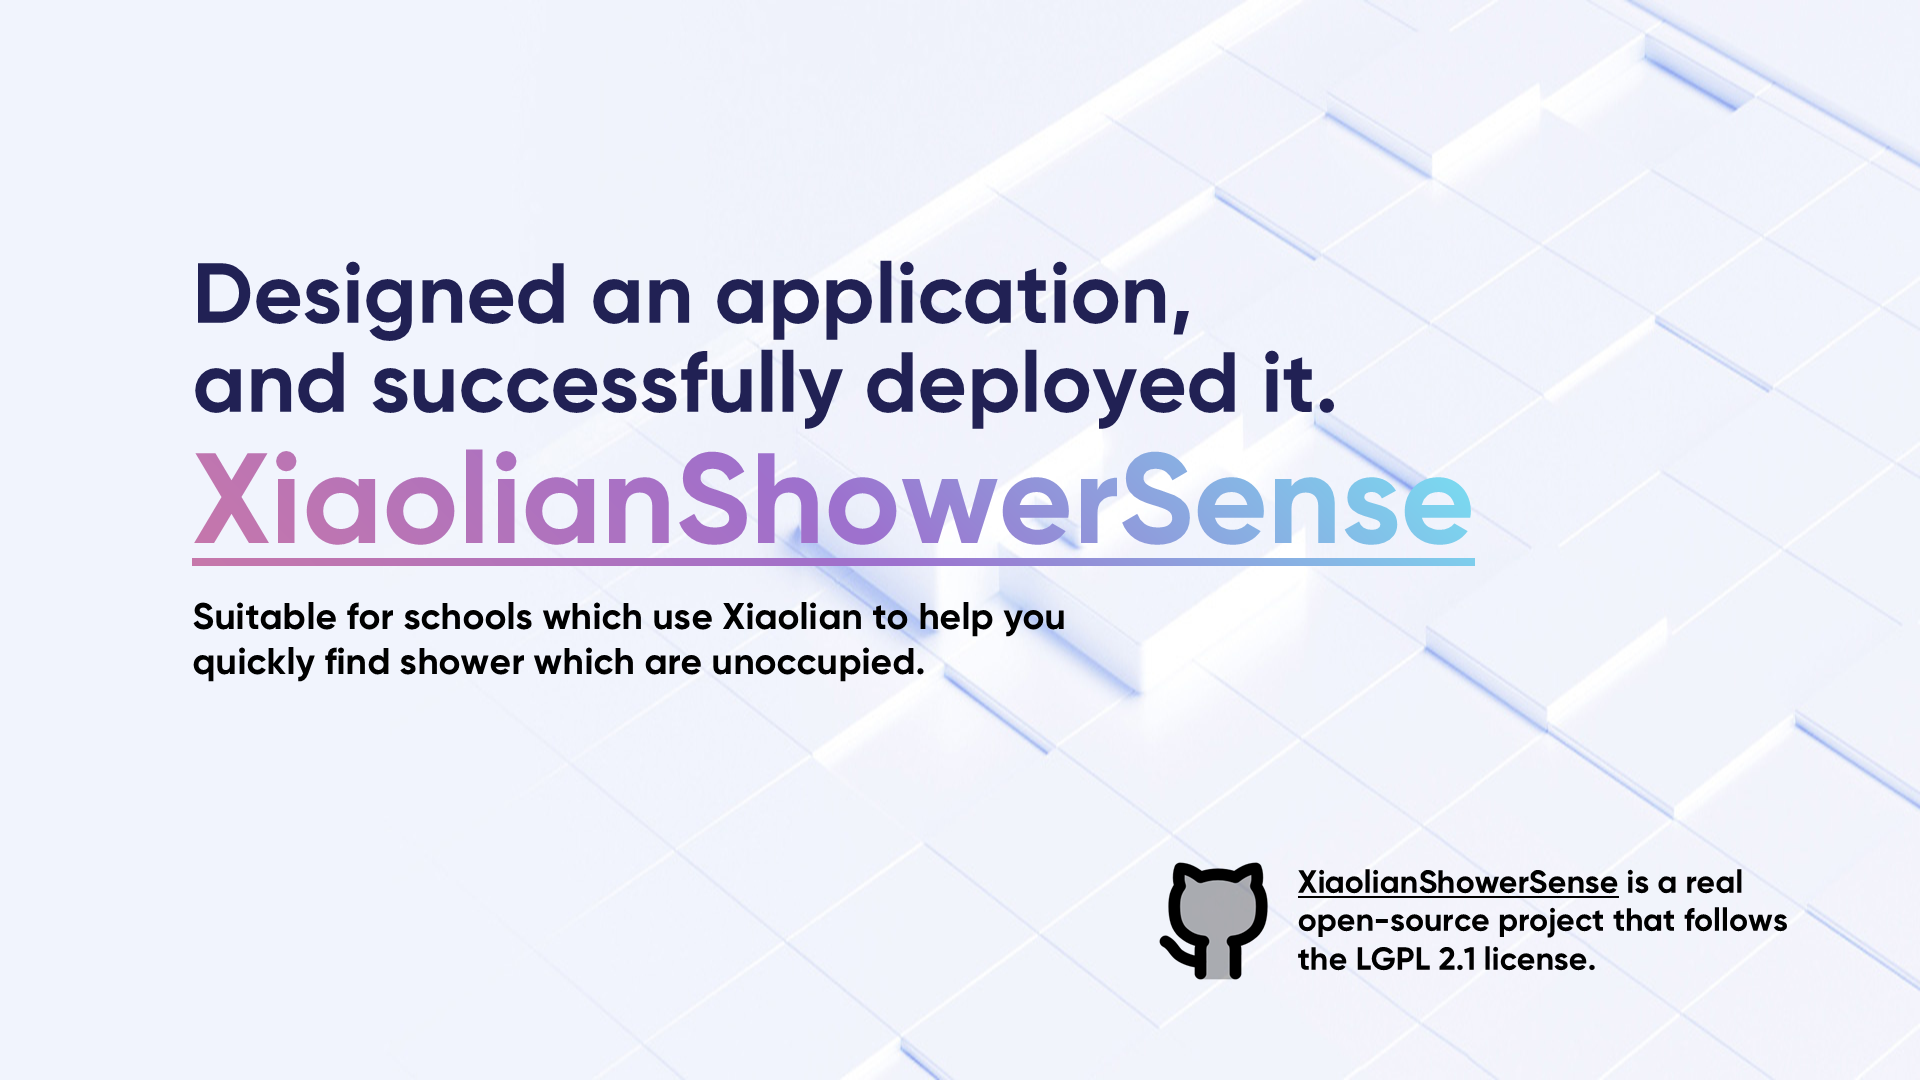 Designed an application,
and successfully deployed it.
XiaolianShowerSense
Suitable for schools which use Xiaolian to help you
quickly find shower which are unoccupied.
XiaolianShowerSense is a real
open-source project that follows
the LGPL 2.1 license.